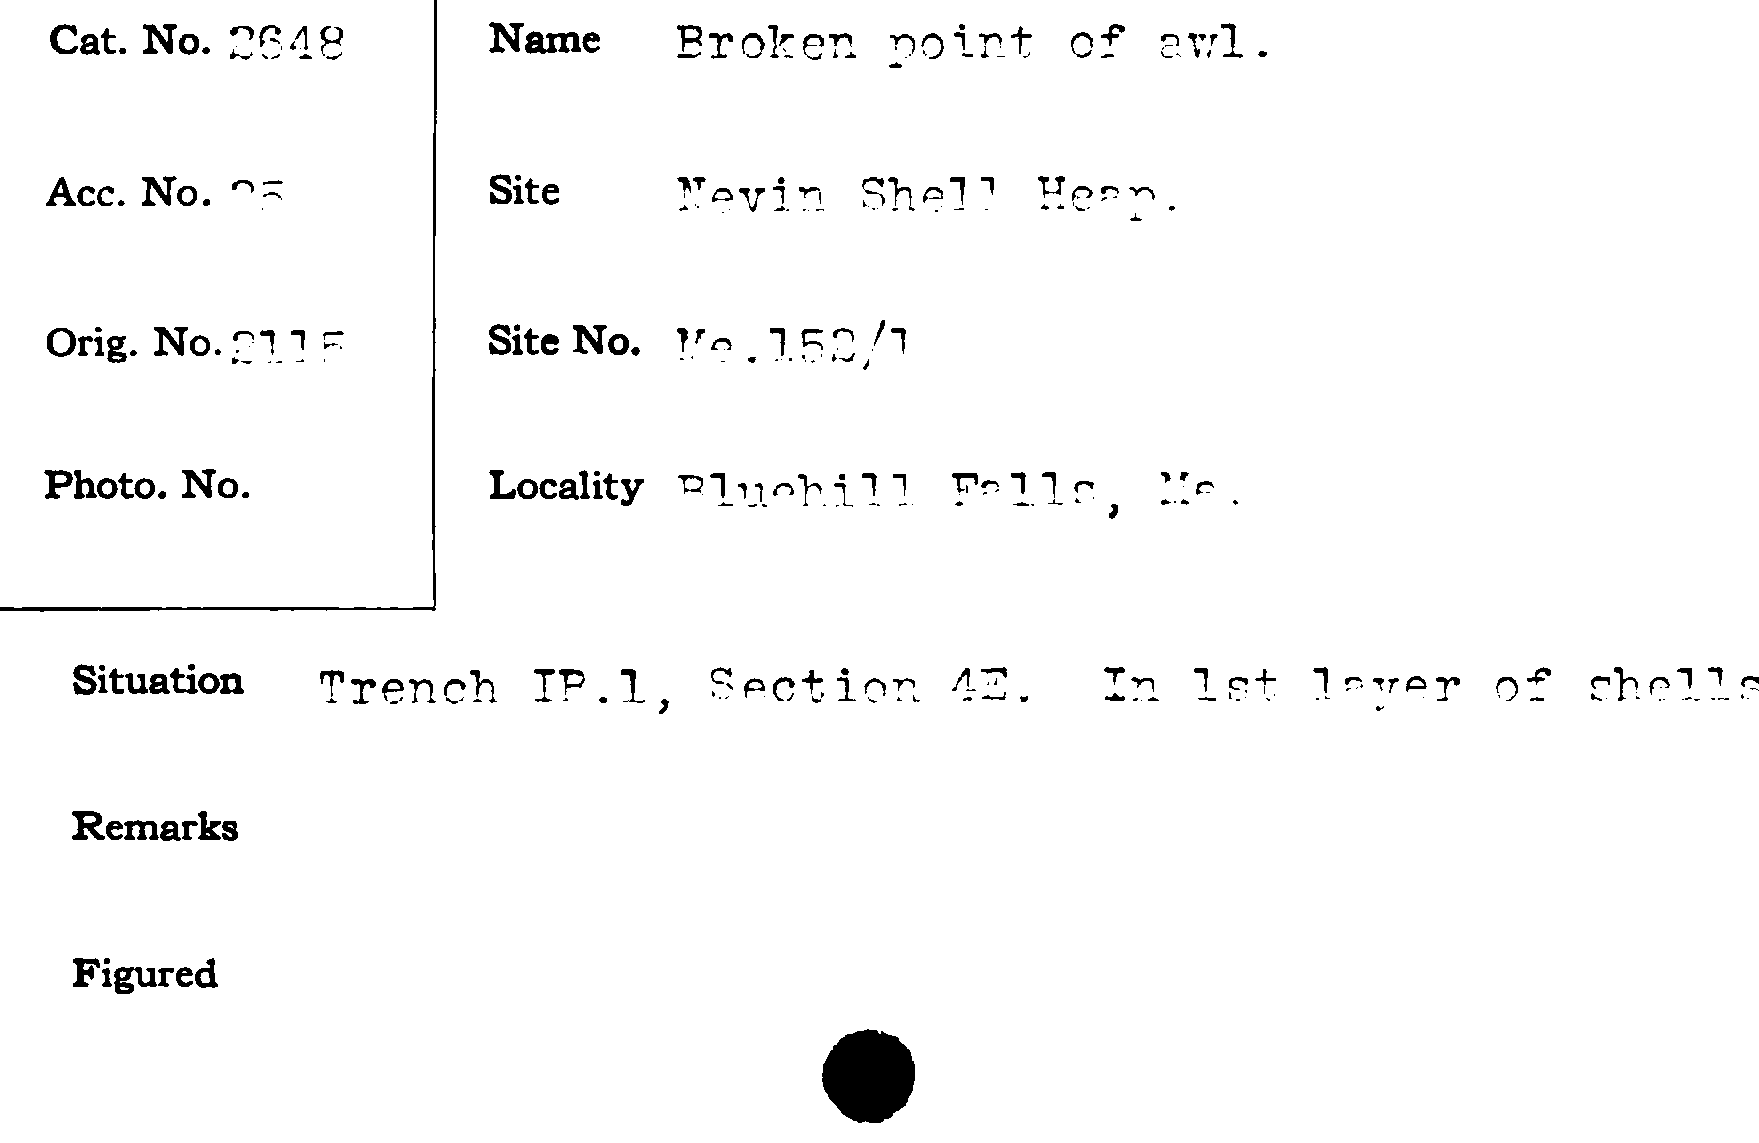 Cat. No. 2648
Name Broken point of awl.
Acc. No. 25
Site Nevin Shell Heap.
Orig. No. 2115
Site No. Me.152/1
Photo. No.
Locality Bluehill Falls, Me.
Situation Trench IP.1, Section 4E. In 1st layer of shells
Remarks
Figured